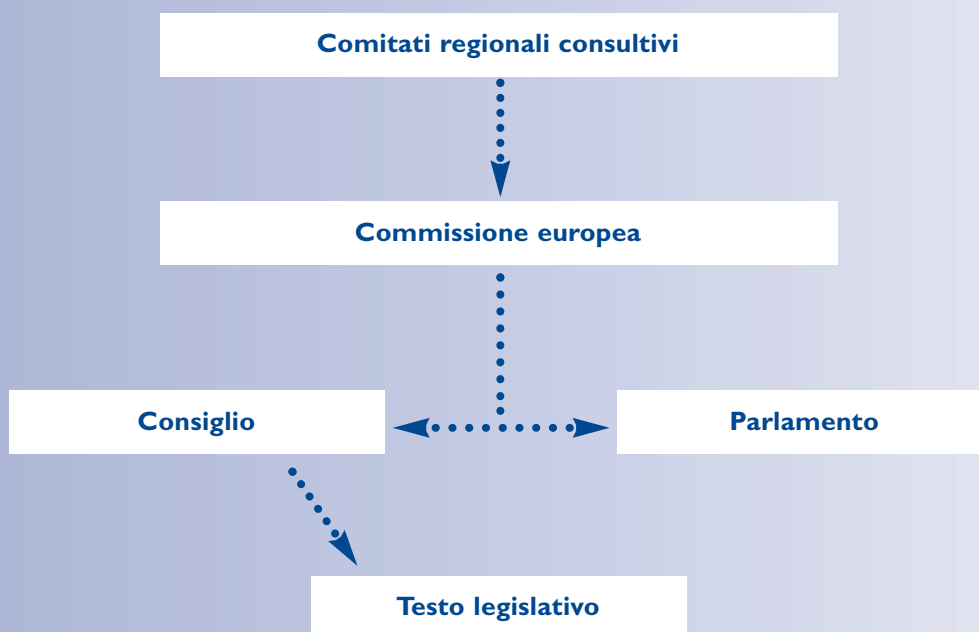 Comitati regionali consultivi
Commissione europea
Consiglio
Parlamento
Testo legislativo